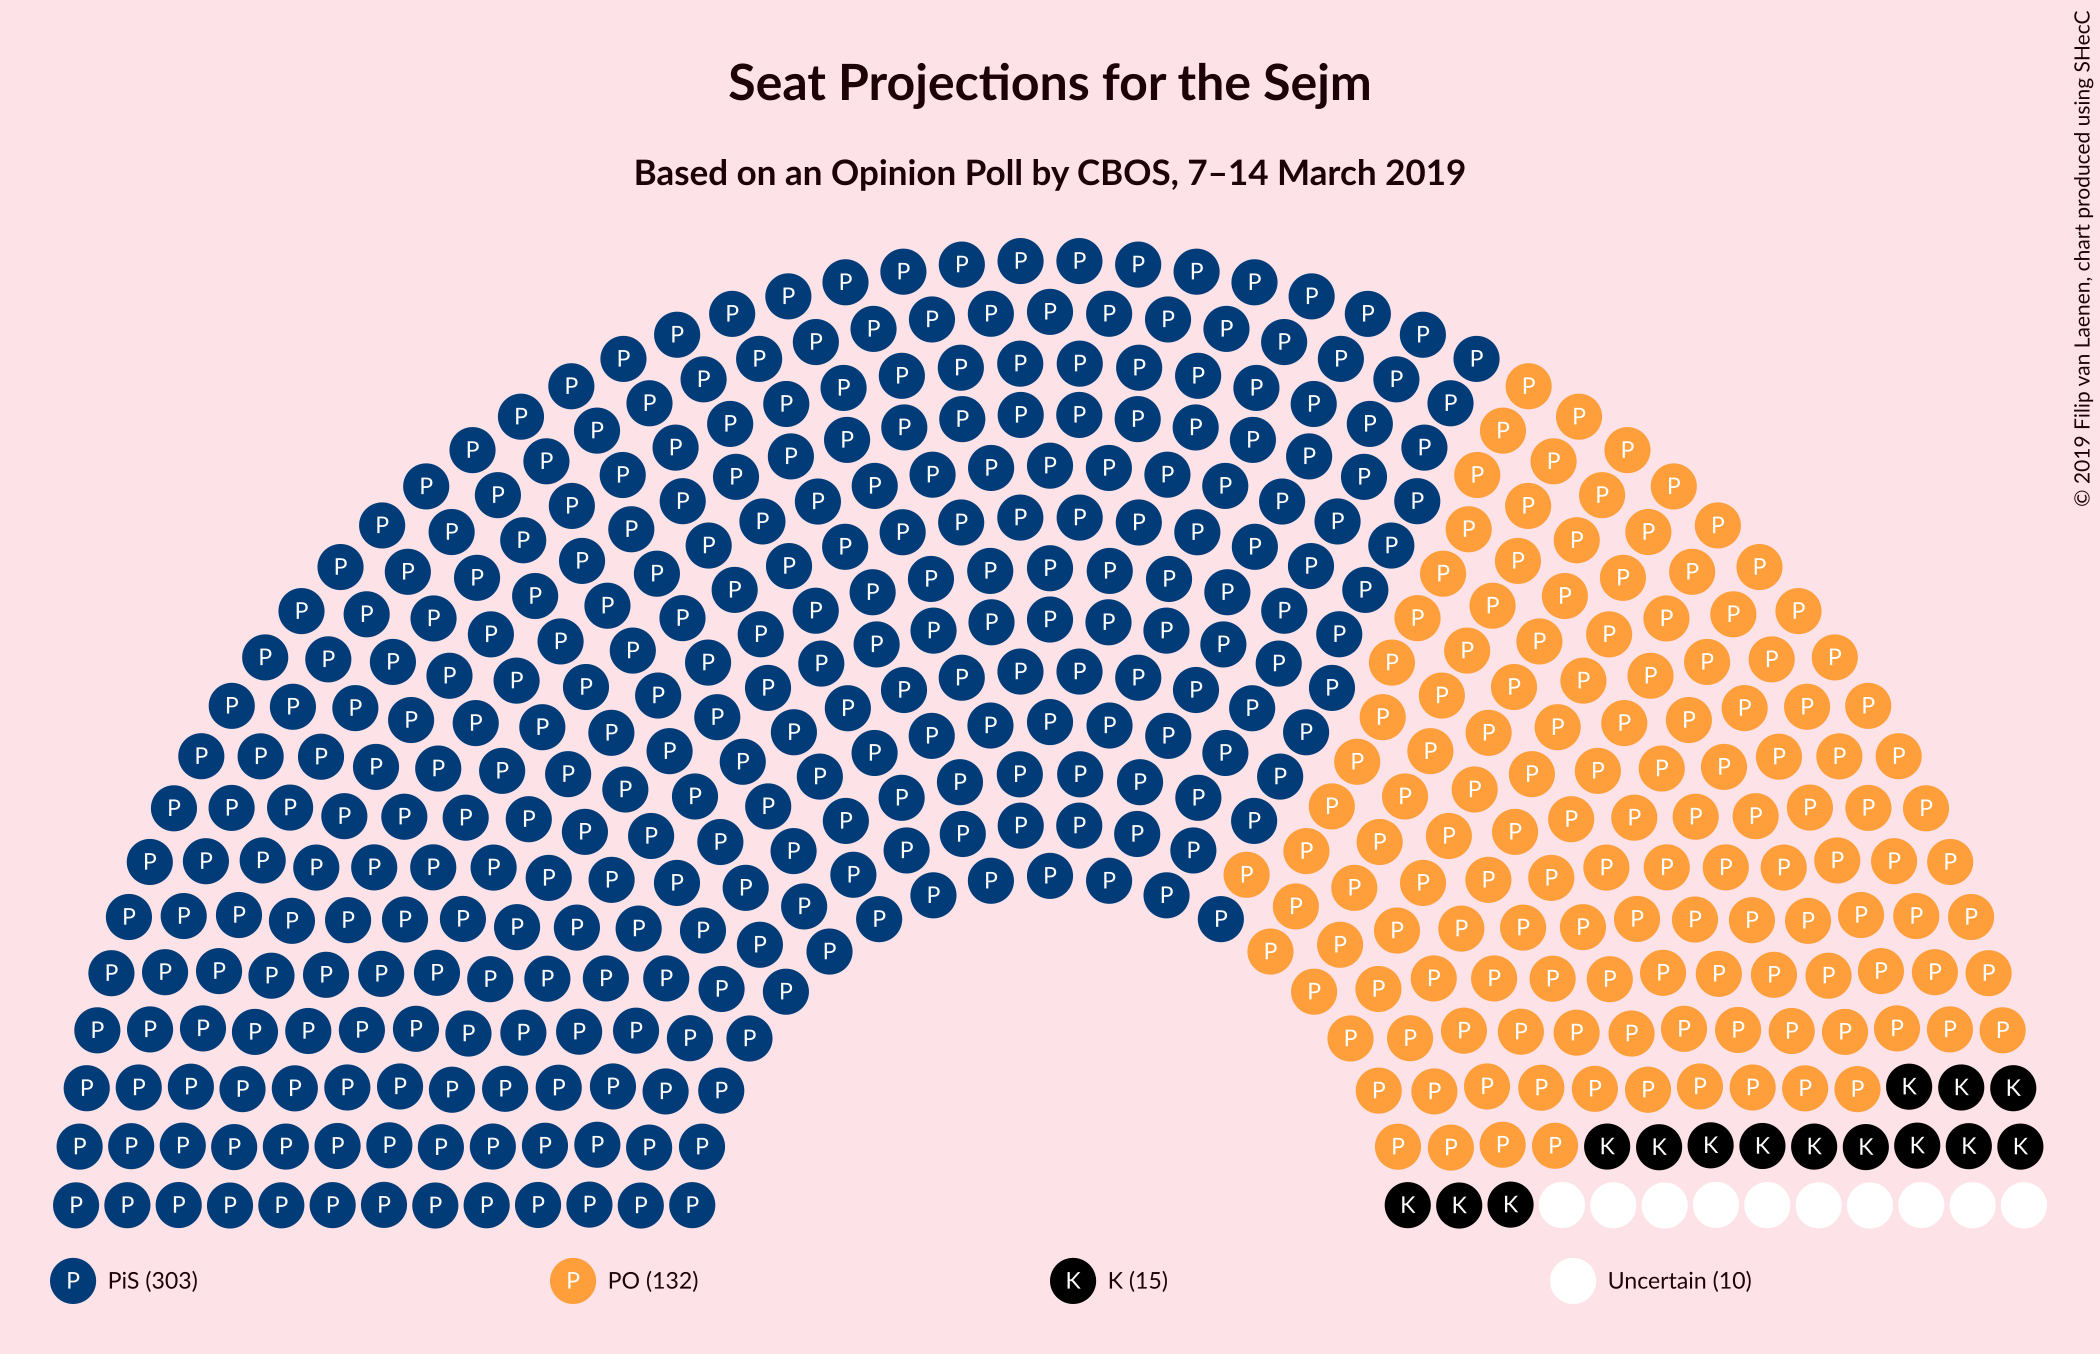 Seat Projections for the Sejm
Based on an Opinion Poll by CBOS, 7–14 March 2019
© 2019 Filip van Laenen, chart produced using SHecC
P PiS (303)
P PO (132)
K K (15)
Uncertain (10)